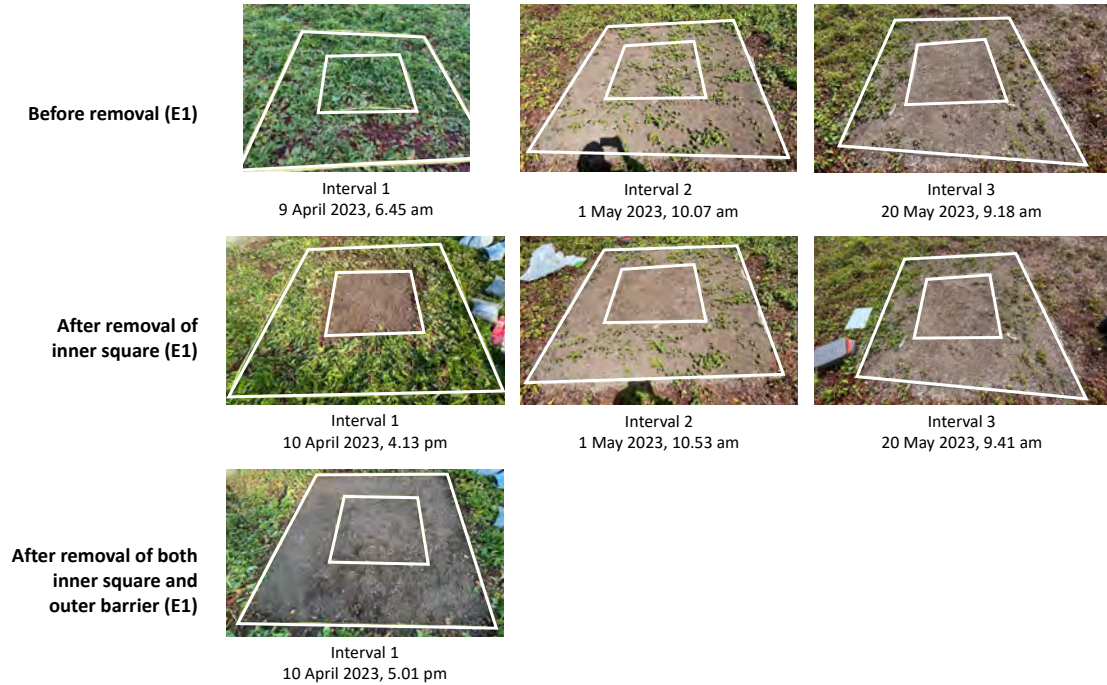 Before removal (E1)
Interval 1
9 April 2023, 6.45 am
Interval 2
1 May 2023, 10.07 am
Interval 3
20 May 2023, 9.18 am
After removal of
inner square (E1)
Interval 1
10 April 2023, 4.13 pm
Interval 2
1 May 2023, 10.53 am
Interval 3
20 May 2023, 9.41 am
After removal of both
inner square and
outer barrier (E1)
Interval 1
10 April 2023, 5.01 pm